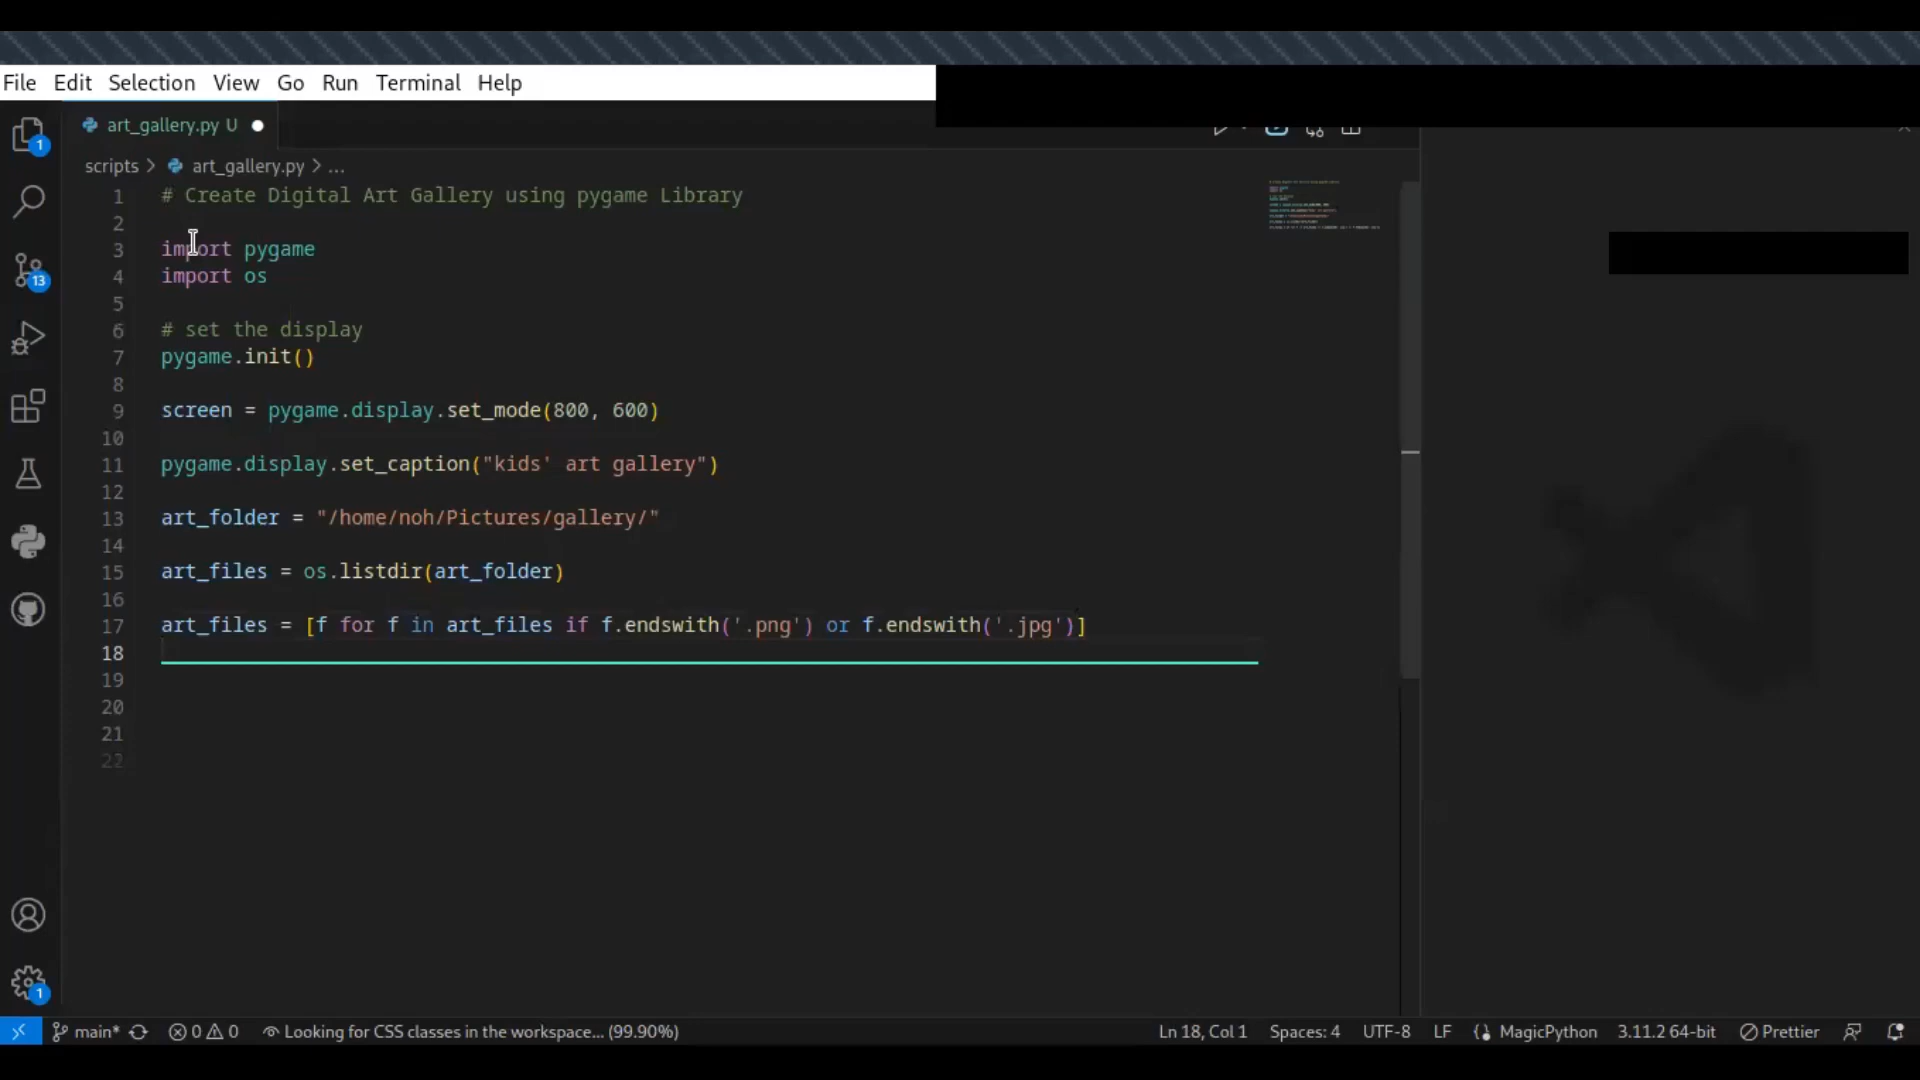 File Edit Selection View Go Run Terminal Help
art_gallery.py U
scripts > art_gallery.py > ...
1 # Create Digital Art Gallery using pygame Library
2
3 import pygame
4 import os
5
6 # set the display
7 pygame.init()
8
9 screen = pygame.display.set_mode(800, 600)
10
11 pygame.display.set_caption("kids' art gallery")
12
13 art_folder = "/home/noh/Pictures/gallery/"
14
15 art_files = os.listdir(art_folder)
16
17 art_files = [f for f in art_files if f.endswith('.png') or f.endswith('.jpg')]
18
19
20
21
22
1
13
1
main* 0 0 Looking for CSS classes in the workspace... (99.90%) Ln 18, Col 1 Spaces: 4 UTF-8 LF MagicPython 3.11.2 64-bit Prettier